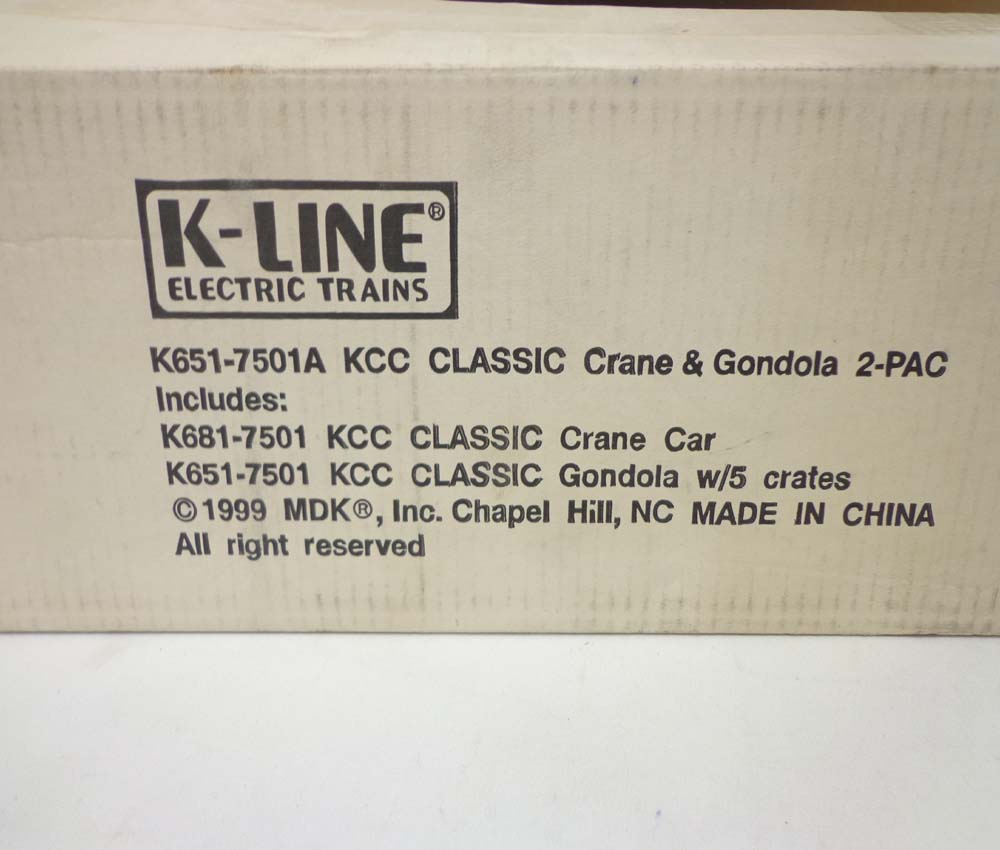 K-LINE®
ELECTRIC TRAINS
K651-7501A KCC CLASSIC Crane & Gondola 2-PAC
Includes:
K681-7501 KCC CLASSIC Crane Car
K651-7501 KCC CLASSIC Gondola w/5 crates
©1999 MDK®, Inc. Chapel Hill, NC MADE IN CHINA
All right reserved